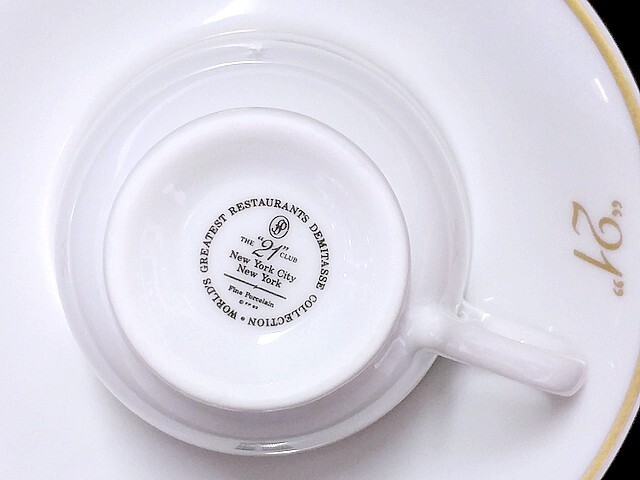 WORLD'S GREATEST RESTAURANTS DEMITASSE COLLECTION •
THE "21" CLUB
New York City
New York
Fine Porcelain
"21"